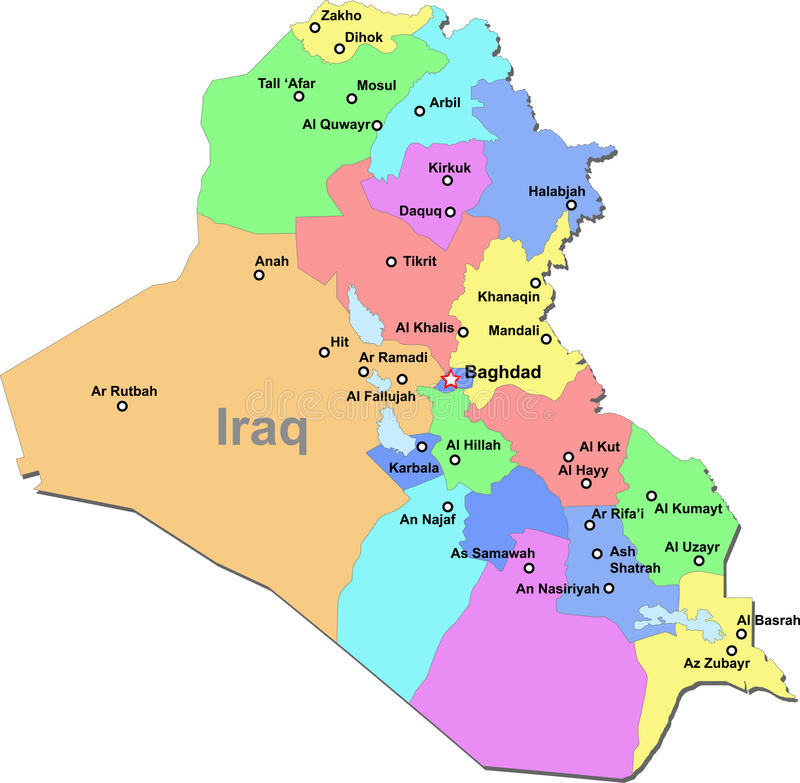 Zakho
Dihok
Tall ‘Afar
Mosul
Arbil
Al Quwayr
Kirkuk
Halabjah
Daquq
Anah
Tikrit
Khanaqin
Al Khalis
Mandali
Hit
Ar Ramadi
Baghdad
Ar Rutbah
Al Fallujah
dreamstime
Iraq
Al Hillah
Al Kut
Karbala
Al Hayy
An Najaf
Al Kumayt
Ar Rifa’i
As Samawah
Ash
Shatrah
Al Uzayr
An Nasiriyah
Al Basrah
Az Zubayr